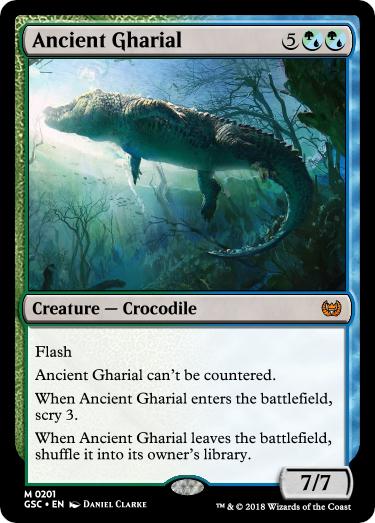 Ancient Gharial 5
Creature — Crocodile
Flash
Ancient Gharial can't be countered.
When Ancient Gharial enters the battlefield,
scry 3.
When Ancient Gharial leaves the battlefield,
shuffle it into its owner's library.
7/7
M 0201
GSC • EN DANIEL CLARKE ™ & © 2018 Wizards of the Coast